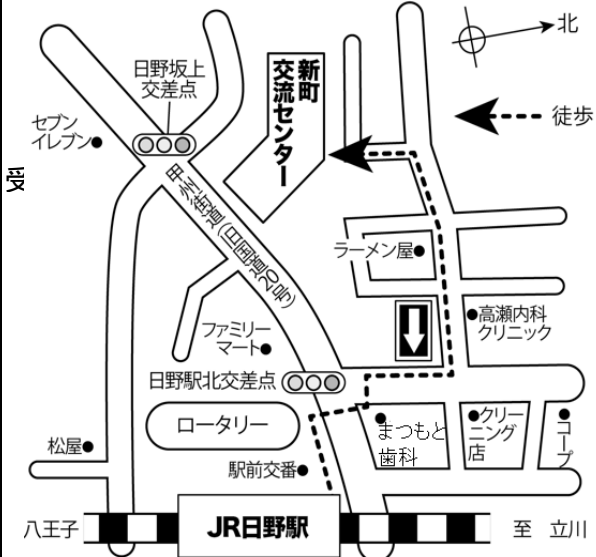 北
日野坂上
交差点
新町
交流センター
徒歩
セブン
イレブン
受
甲州街道(旧国道20号)
ラーメン屋
高瀬内科
クリニック
ファミリー
マート
日野駅北交差点
ロータリー
まつもと
歯科
クリー
ニング
店
コープ
松屋
駅前交番
八王子
JR日野駅
至 立川